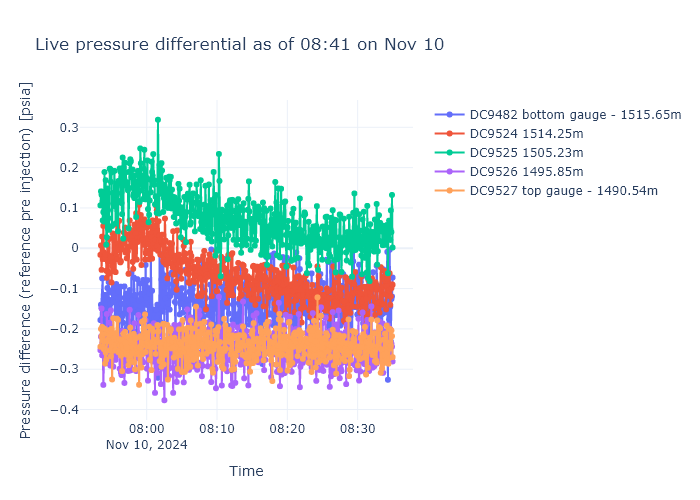 Live pressure differential as of 08:41 on Nov 10
Pressure difference (reference pre injection) [psia]
0.3
0.2
0.1
0
−0.1
−0.2
−0.3
−0.4
08:00
Nov 10, 2024
08:10
08:20
08:30
Time
DC9482 bottom gauge - 1515.65m
DC9524 1514.25m
DC9525 1505.23m
DC9526 1495.85m
DC9527 top gauge - 1490.54m